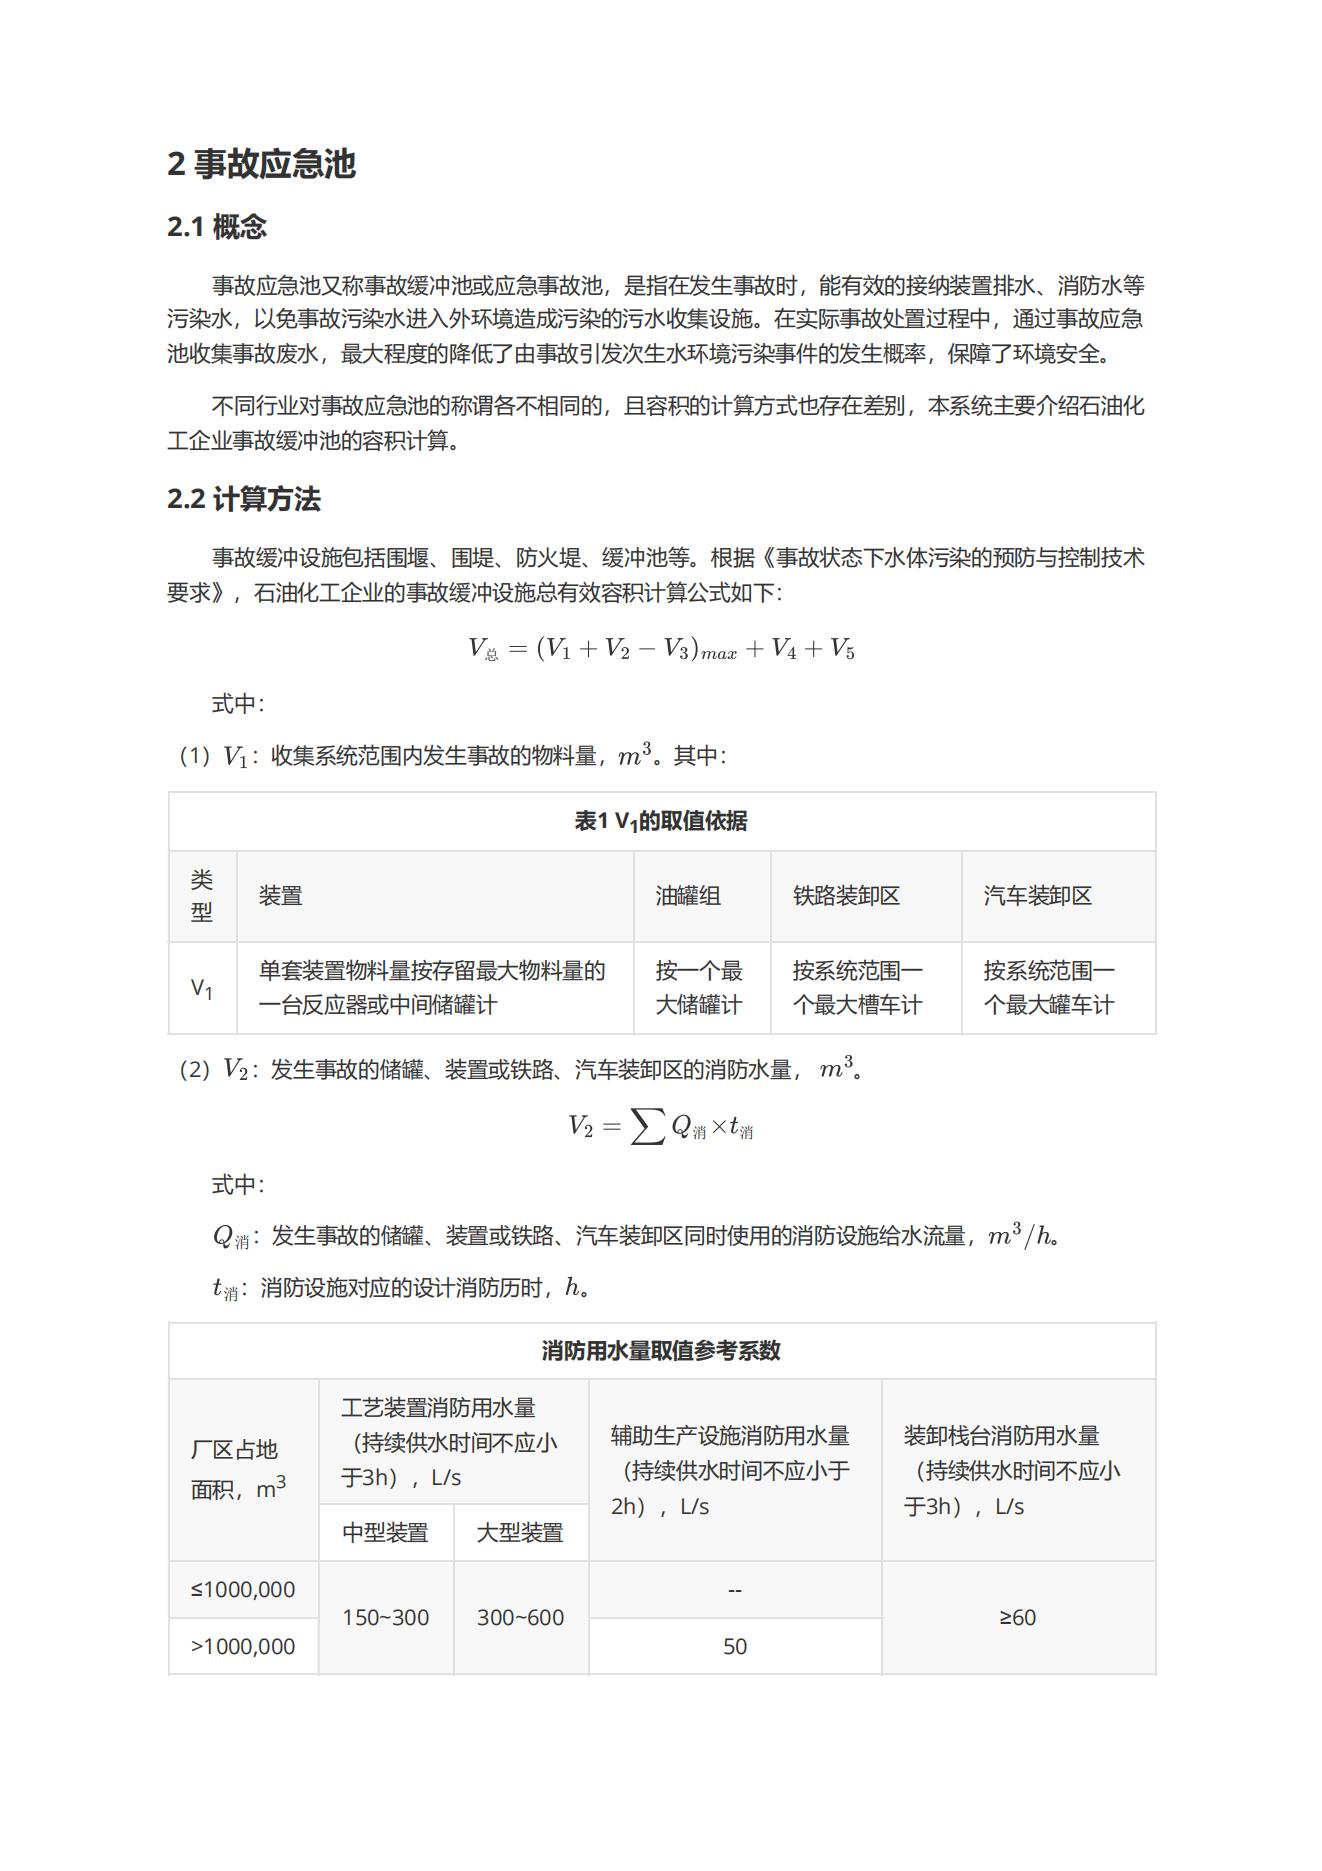 2 事故应急池
2.1 概念
事故应急池又称事故缓冲池或应急事故池，是指在发生事故时，能有效的接纳装置排水、消防水等
污染水，以免事故污染水进入外环境造成污染的污水收集设施。在实际事故处置过程中，通过事故应急
池收集事故废水，最大程度的降低了由事故引发次生水环境污染事件的发生概率，保障了环境安全。
不同行业对事故应急池的称谓各不相同的，且容积的计算方式也存在差别，本系统主要介绍石油化
工企业事故缓冲池的容积计算。
2.2 计算方法
事故缓冲设施包括围堰、围堤、防火堤、缓冲池等。根据《事故状态下水体污染的预防与控制技术
要求》，石油化工企业的事故缓冲设施总有效容积计算公式如下：
V总 = (V₁ + V₂ − V₃)max + V₄ + V₅
式中：
（1）V₁：收集系统范围内发生事故的物料量，m³。其中：
表1 V₁的取值依据
类
型
装置
油罐组
铁路装卸区
汽车装卸区
V₁
单套装置物料量按存留最大物料量的
一台反应器或中间储罐计
按一个最
大储罐计
按系统范围一
个最大槽车计
按系统范围一
个最大罐车计
（2）V₂：发生事故的储罐、装置或铁路、汽车装卸区的消防水量， m³。
V₂ = ∑ Q消×t消
式中：
Q消：发生事故的储罐、装置或铁路、汽车装卸区同时使用的消防设施给水流量，m³/h。
t消：消防设施对应的设计消防历时，h。
消防用水量取值参考系数
厂区占地
面积，m³
工艺装置消防用水量
（持续供水时间不应小
于3h），L/s
辅助生产设施消防用水量
（持续供水时间不应小于
2h），L/s
装卸栈台消防用水量
（持续供水时间不应小
于3h），L/s
中型装置
大型装置
≤1000,000
150~300
300~600
--
≥60
>1000,000
50